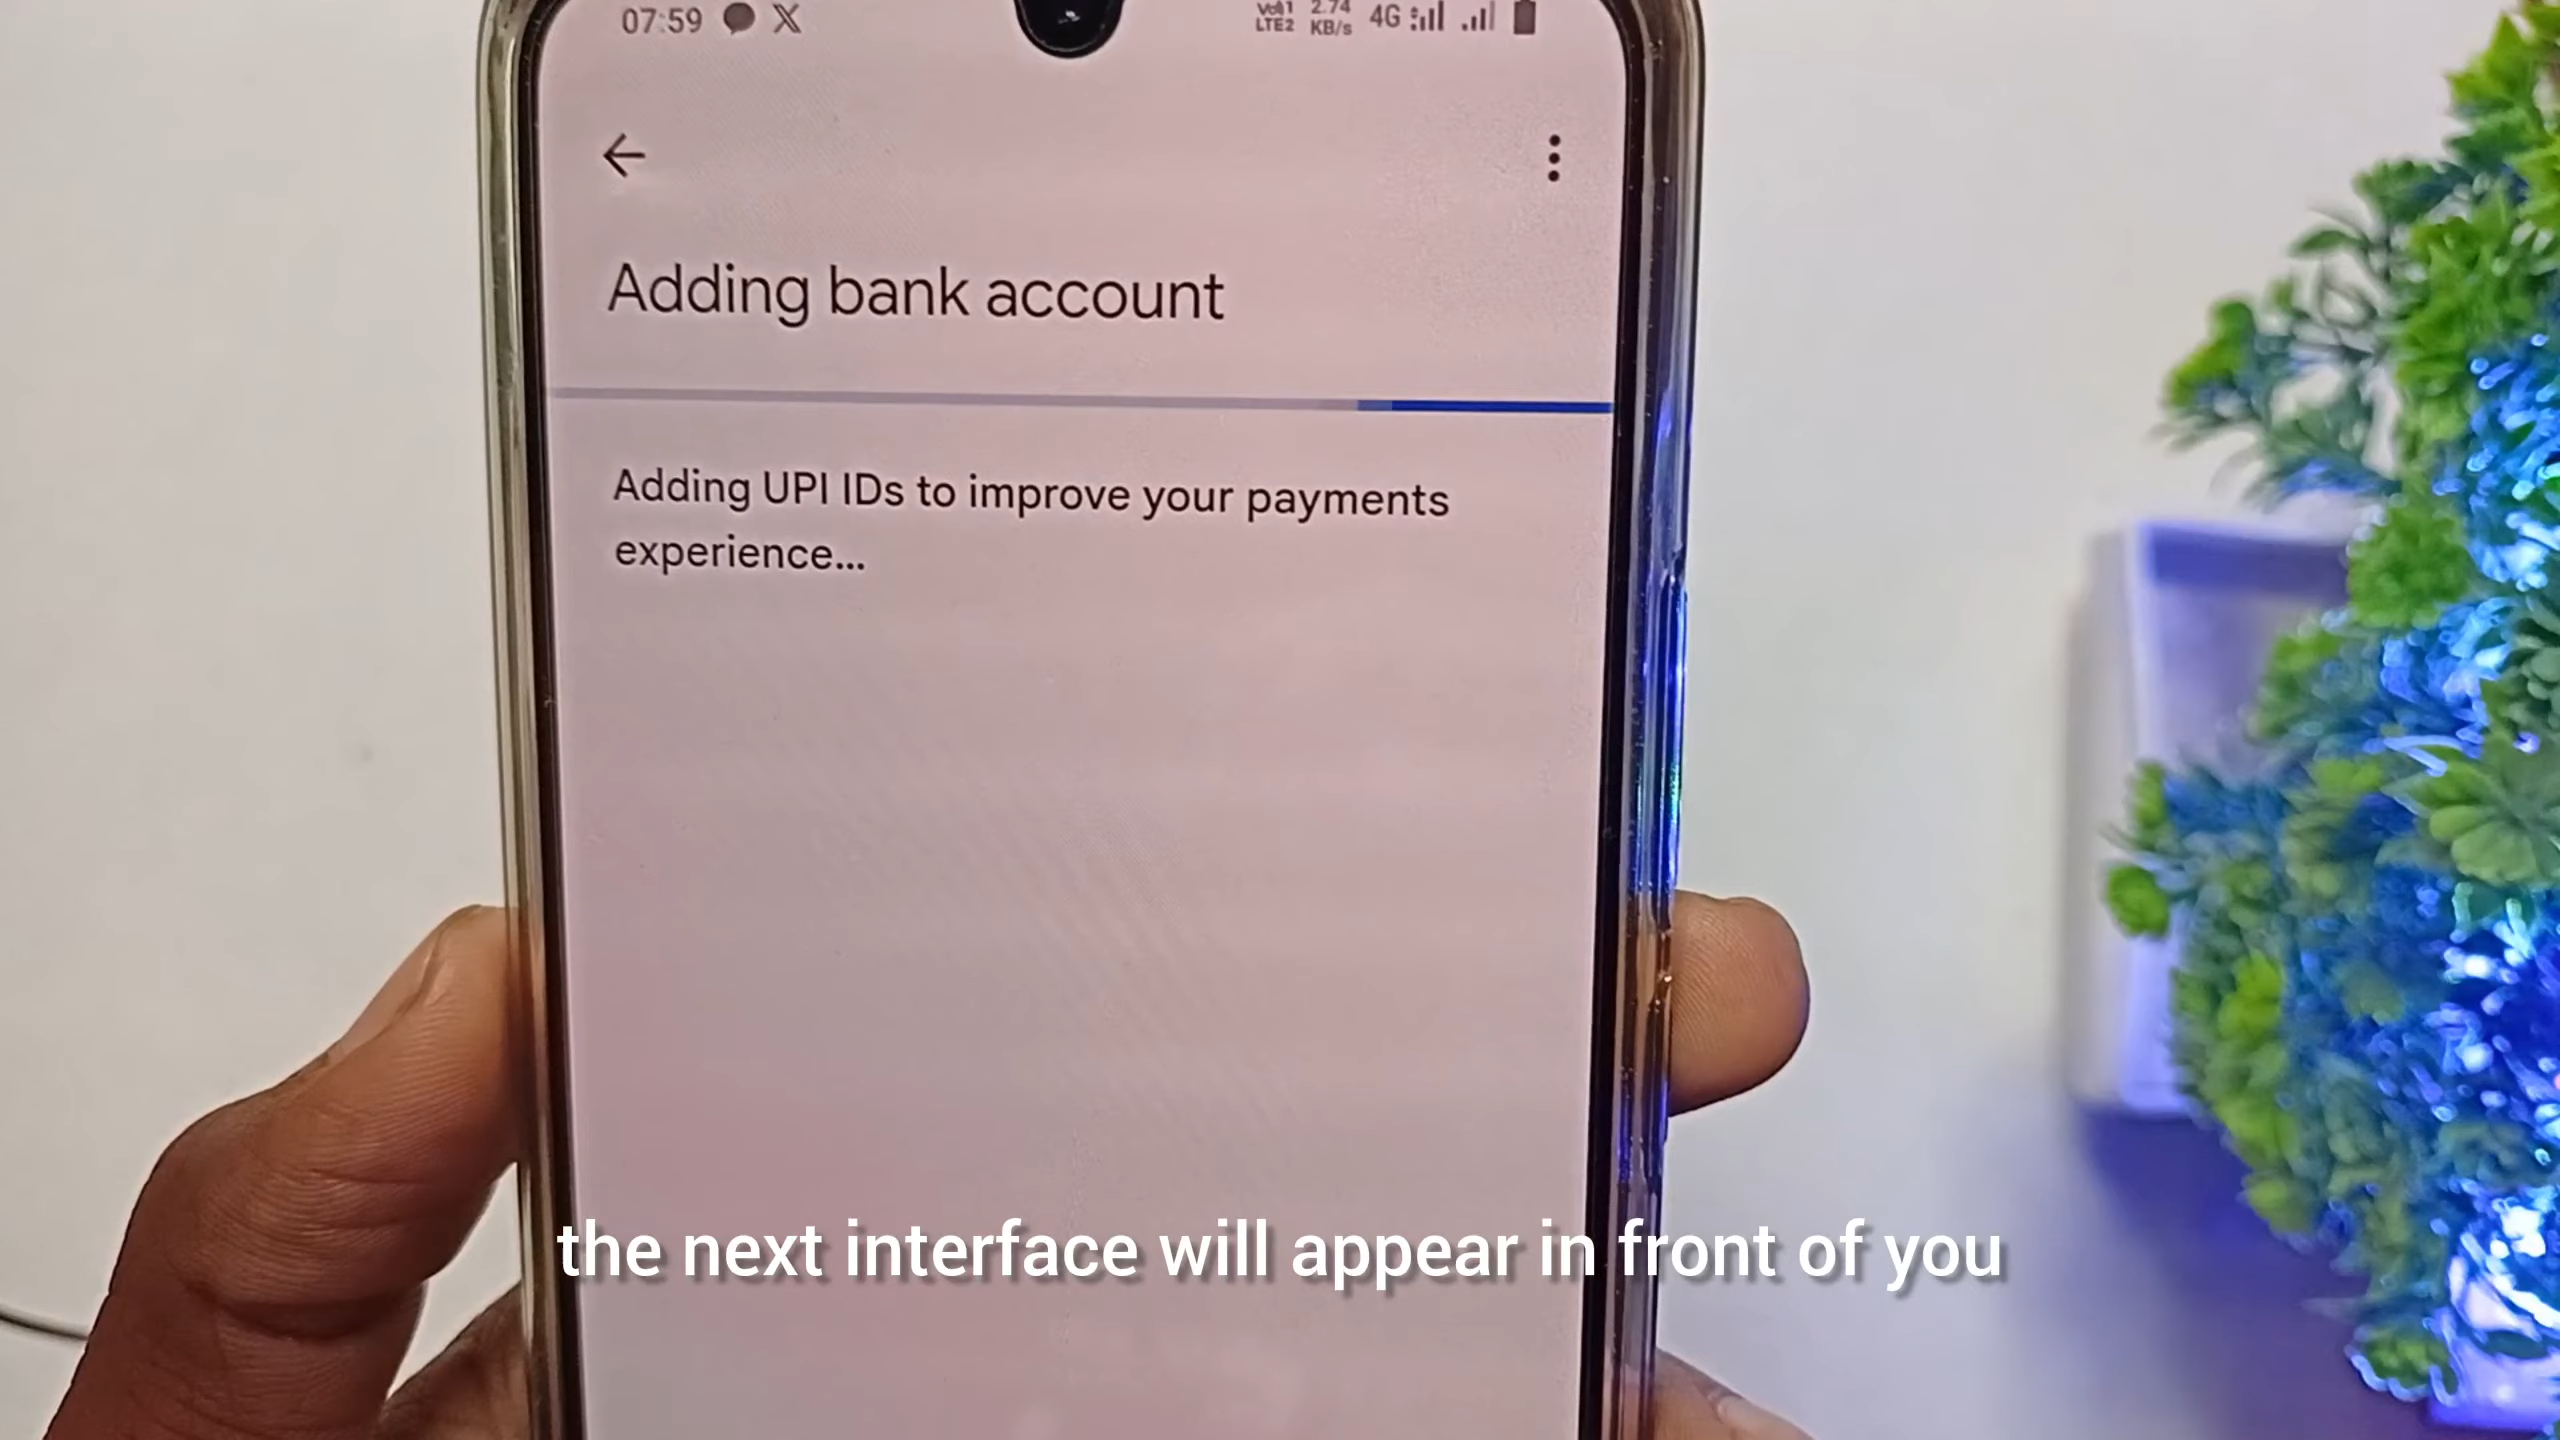 07:59
Vo1 2.74
LTE2 KB/s 4G
Adding bank account
Adding UPI IDs to improve your payments
experience...
the next interface will appear in front of you